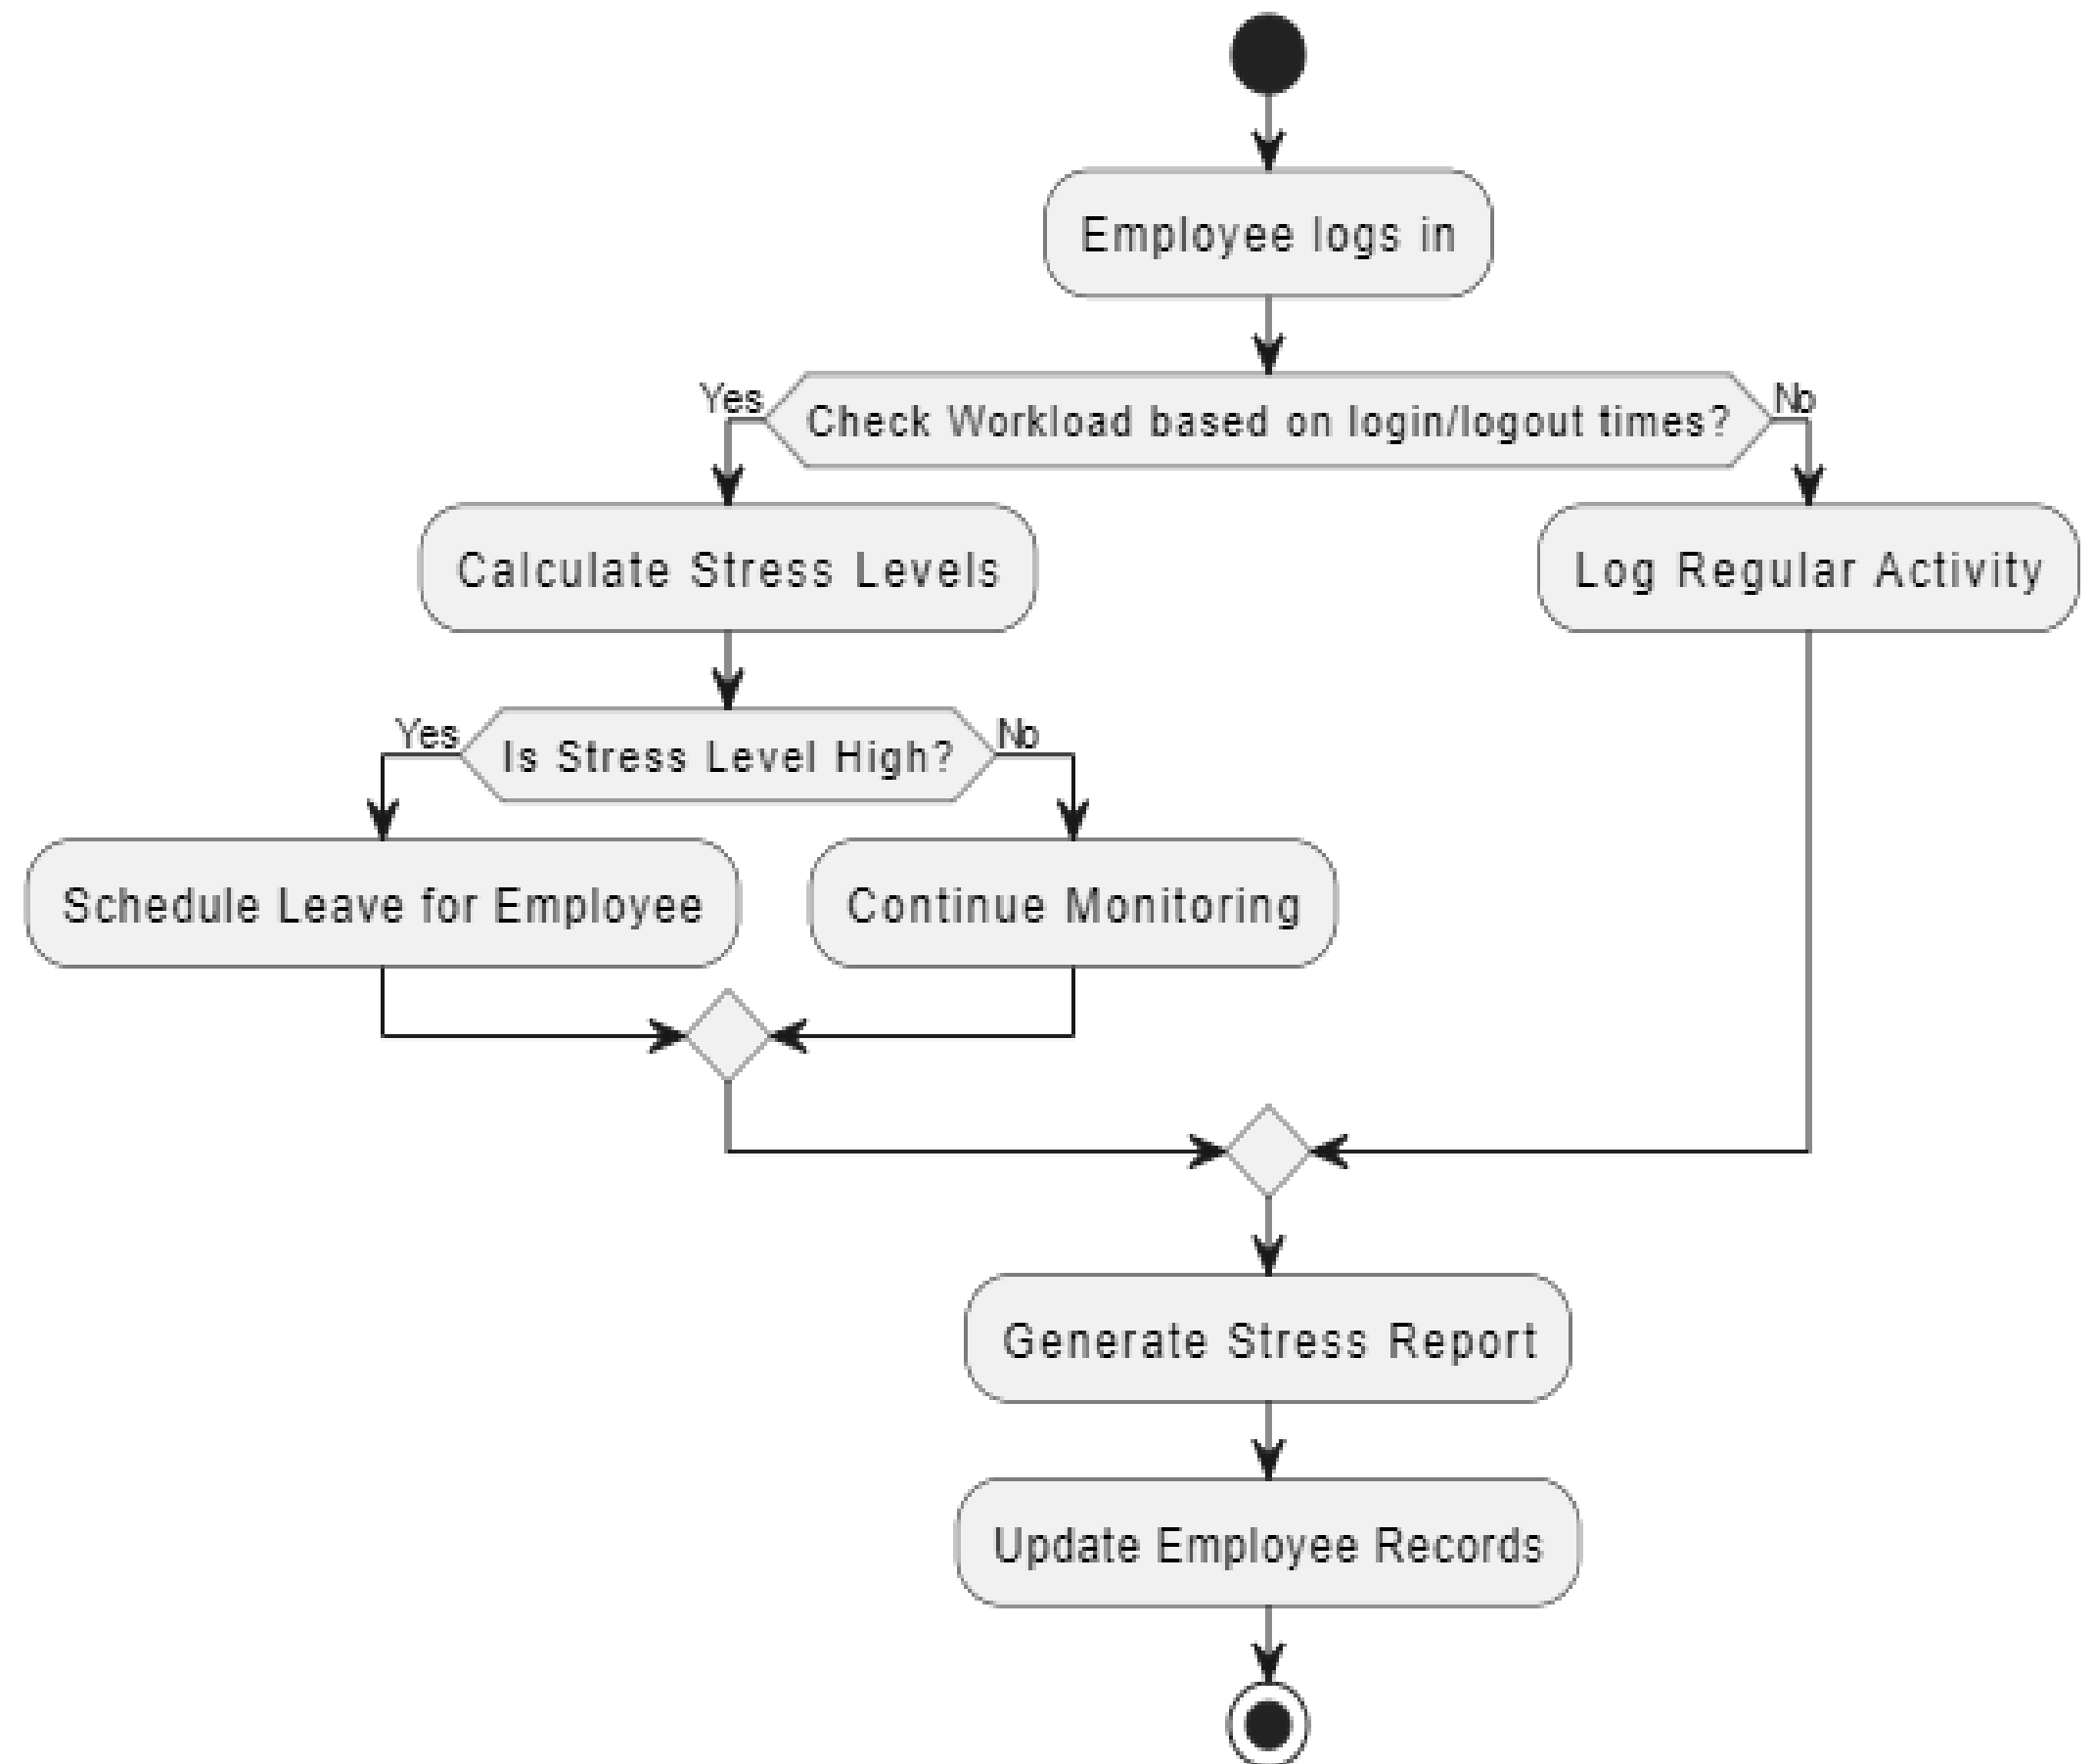 Employee logs in
Yes
Check Workload based on login/logout times?
No
Calculate Stress Levels
Log Regular Activity
Yes
Is Stress Level High?
No
Schedule Leave for Employee
Continue Monitoring
Generate Stress Report
Update Employee Records